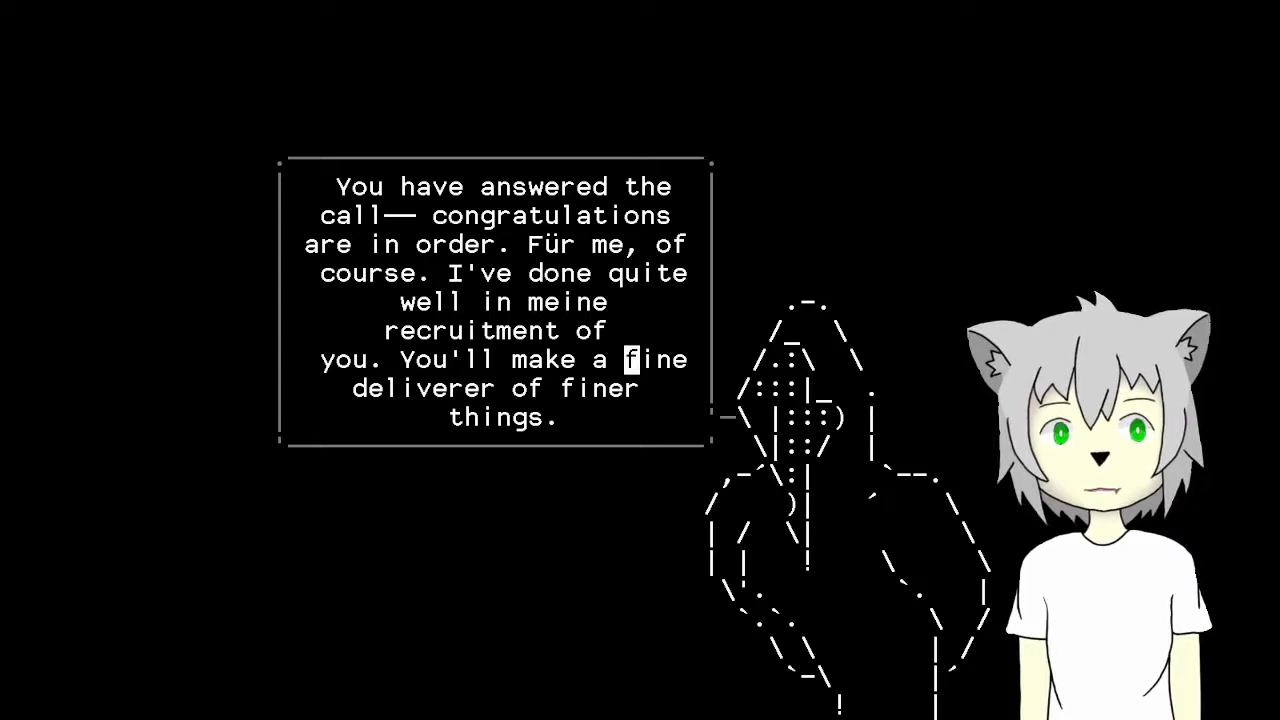 You have answered the
call—— congratulations
are in order. Für me, of
course. I've done quite
well in meine
recruitment of
you. You'll make a fine
deliverer of finer
things.